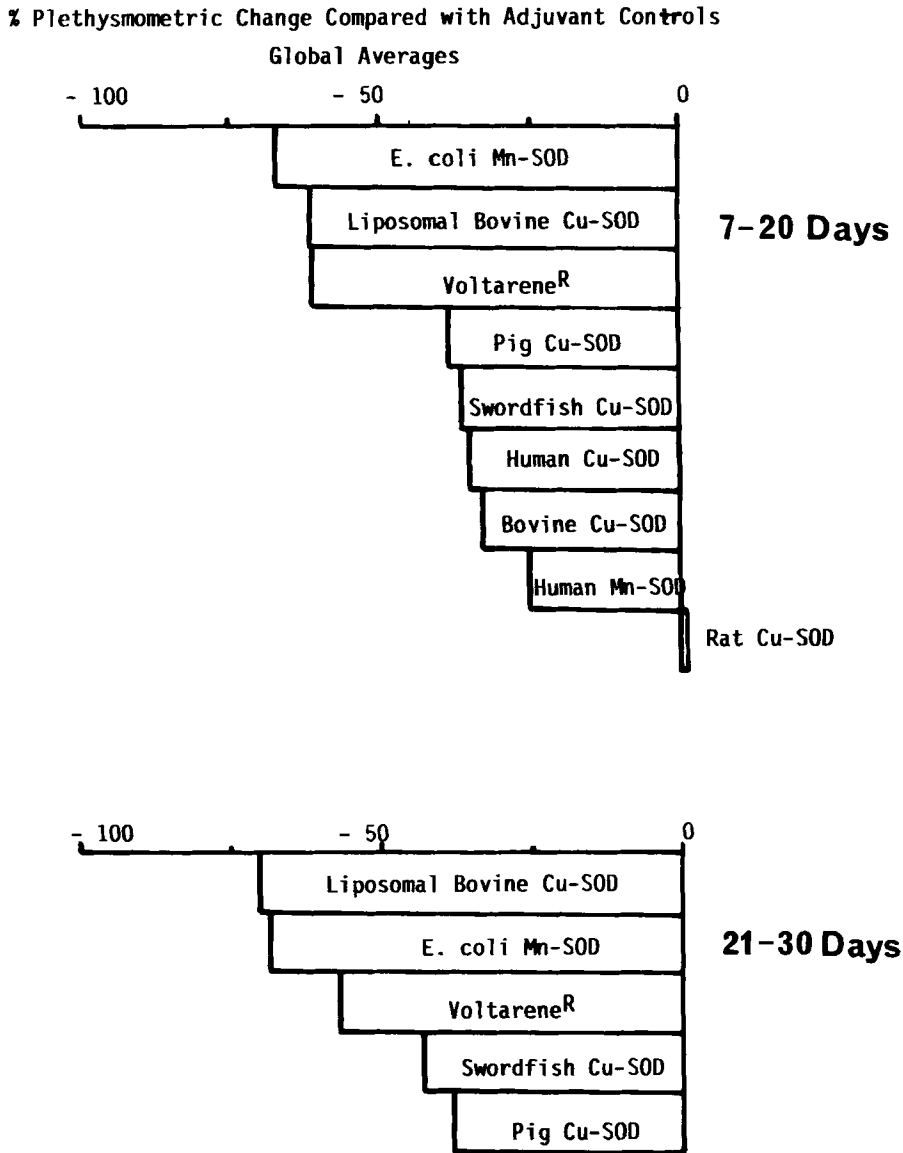 % Plethysmometric Change Compared with Adjuvant Controls
Global Averages
- 100 - 50 0
E. coli Mn-SOD
Liposomal Bovine Cu-SOD
7-20 Days
Voltarene R
Pig Cu-SOD
Swordfish Cu-SOD
Human Cu-SOD
Bovine Cu-SOD
Human Mn-SOD
Rat Cu-SOD
- 100 - 50 0
Liposomal Bovine Cu-SOD
E. coli Mn-SOD
21-30 Days
Voltarene R
Swordfish Cu-SOD
Pig Cu-SOD